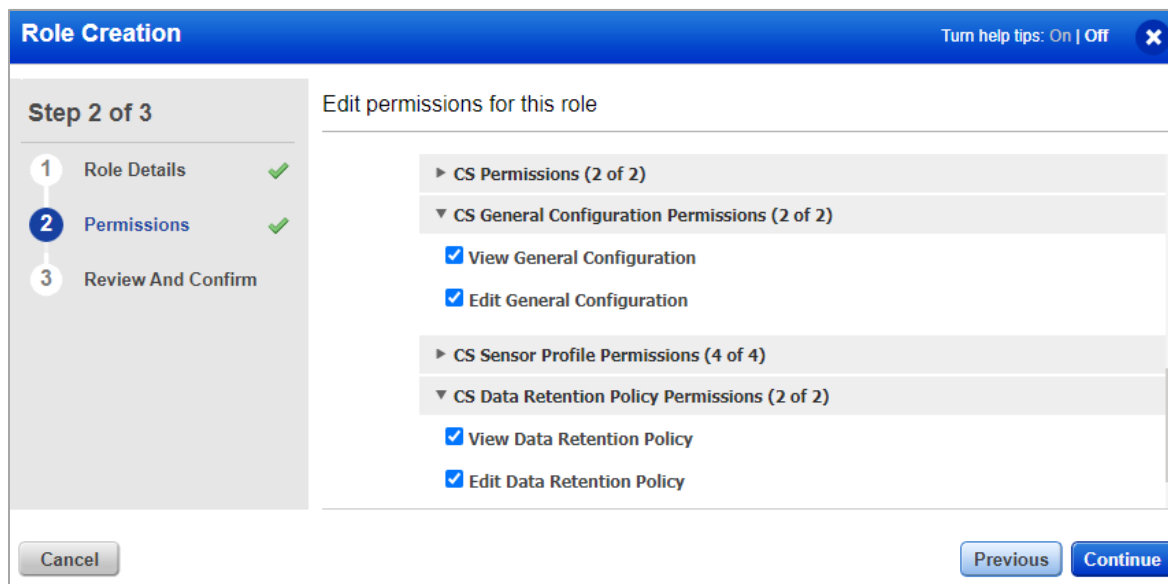 Role Creation
Turn help tips: On | Off
Step 2 of 3
1 Role Details
2 Permissions
3 Review And Confirm
Edit permissions for this role
CS Permissions (2 of 2)
CS General Configuration Permissions (2 of 2)
View General Configuration
Edit General Configuration
CS Sensor Profile Permissions (4 of 4)
CS Data Retention Policy Permissions (2 of 2)
View Data Retention Policy
Edit Data Retention Policy
Cancel
Previous
Continue